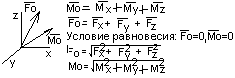 z
Fo
Mo
y
x
Mo = Mx + My + Mz
Fo = Fx + Fy + Fz
Условие равновесия: Fo=0, Mo=0
Fo = √Fx² + Fy² + Fz²
Mo = √Mx² + My² + Mz²